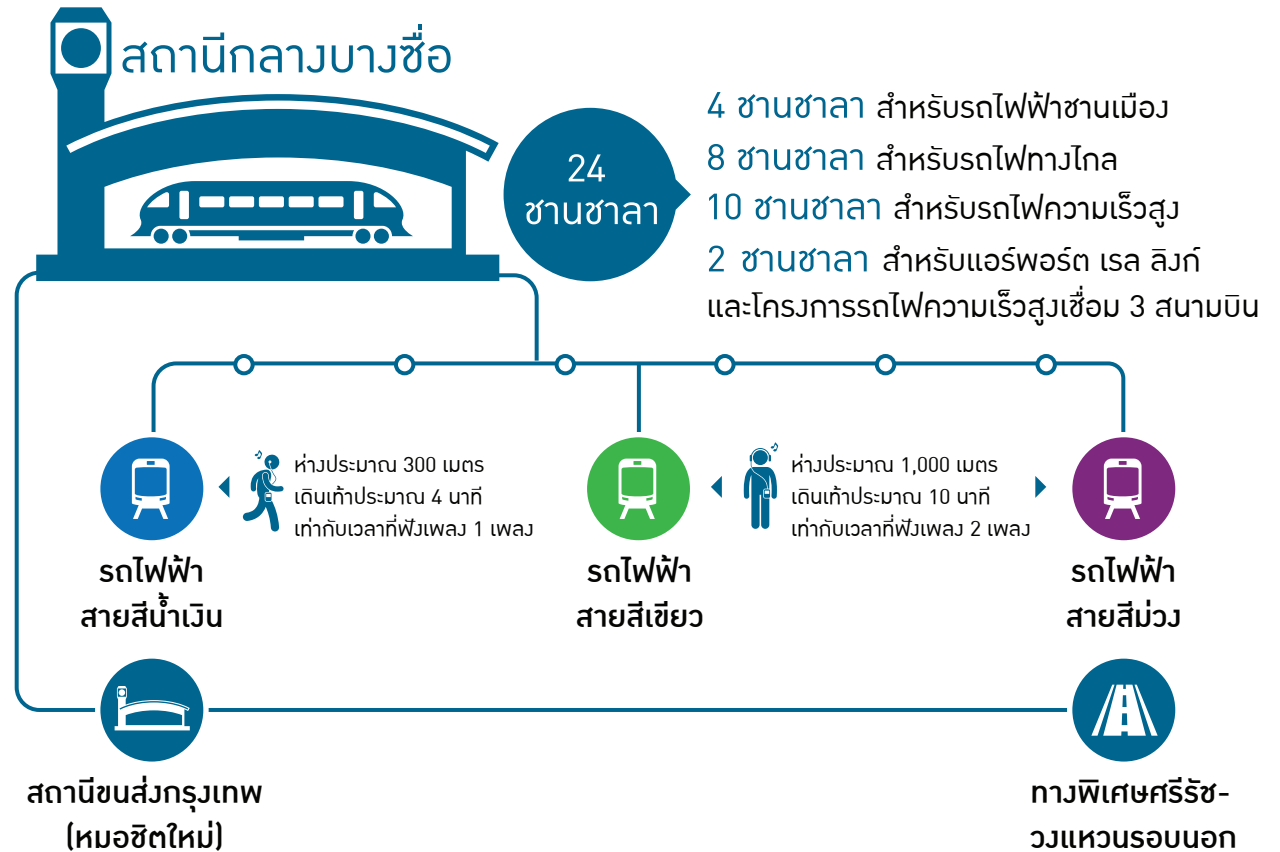 สถานีกลางบางซื่อ
24
ชานชาลา
4 ชานชาลา สำหรับรถไฟฟ้าชานเมือง
8 ชานชาลา สำหรับรถไฟทางไกล
10 ชานชาลา สำหรับรถไฟความเร็วสูง
2 ชานชาลา สำหรับแอร์พอร์ต เรล ลิงก์
และโครงการรถไฟความเร็วสูงเชื่อม 3 สนามบิน
ห่างประมาณ 300 เมตร
เดินเท้าประมาณ 4 นาที
เท่ากับเวลาที่ฟังเพลง 1 เพลง
ห่างประมาณ 1,000 เมตร
เดินเท้าประมาณ 10 นาที
เท่ากับเวลาที่ฟังเพลง 2 เพลง
รถไฟฟ้า
สายสีน้ำเงิน
รถไฟฟ้า
สายสีเขียว
รถไฟฟ้า
สายสีม่วง
สถานีขนส่งกรุงเทพ
(หมอชิตใหม่)
ทางพิเศษศรีรัช-
วงแหวนรอบนอก